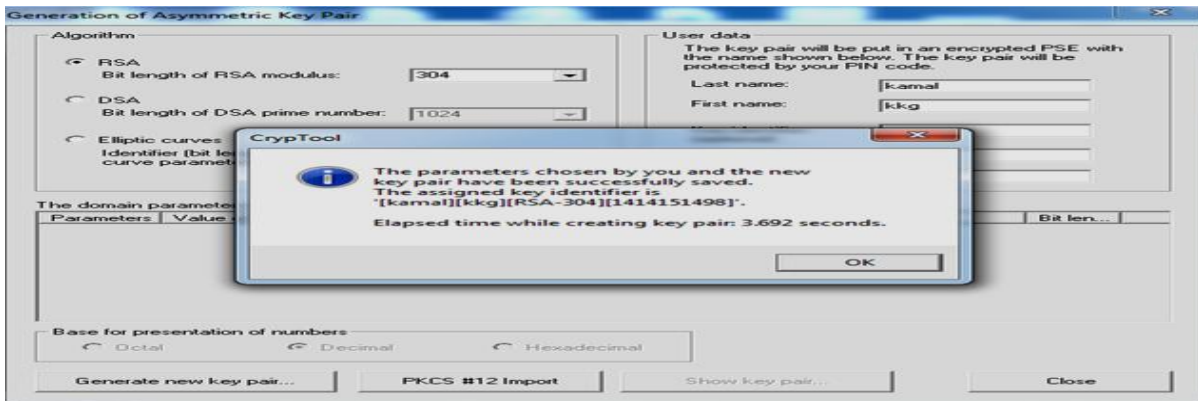 Generation of Asymmetric Key Pair
Algorithm
RSA
Bit length of RSA modulus: 304
DSA
Bit length of DSA prime number: 1024
Elliptic curves
Identifier (bit
curve
User data
The key pair will be put in an encrypted PSE with
the name shown below. The key pair will be
protected by your PIN code.
Last name: kamal
First name: kkg
CrypTool
The parameters chosen by you and the new
key pair have been successfully saved.
The assigned key identifier is
'[kamal][kkg][RSA-304][1414151498]'.
Elapsed time while creating key pair: 3.692 seconds.
OK
The domain
Parameters Value Bit len...
Base for presentation of numbers
Octal Decimal Hexadecimal
Generate new key pair... PKCS #12 Import Show key pair... Close